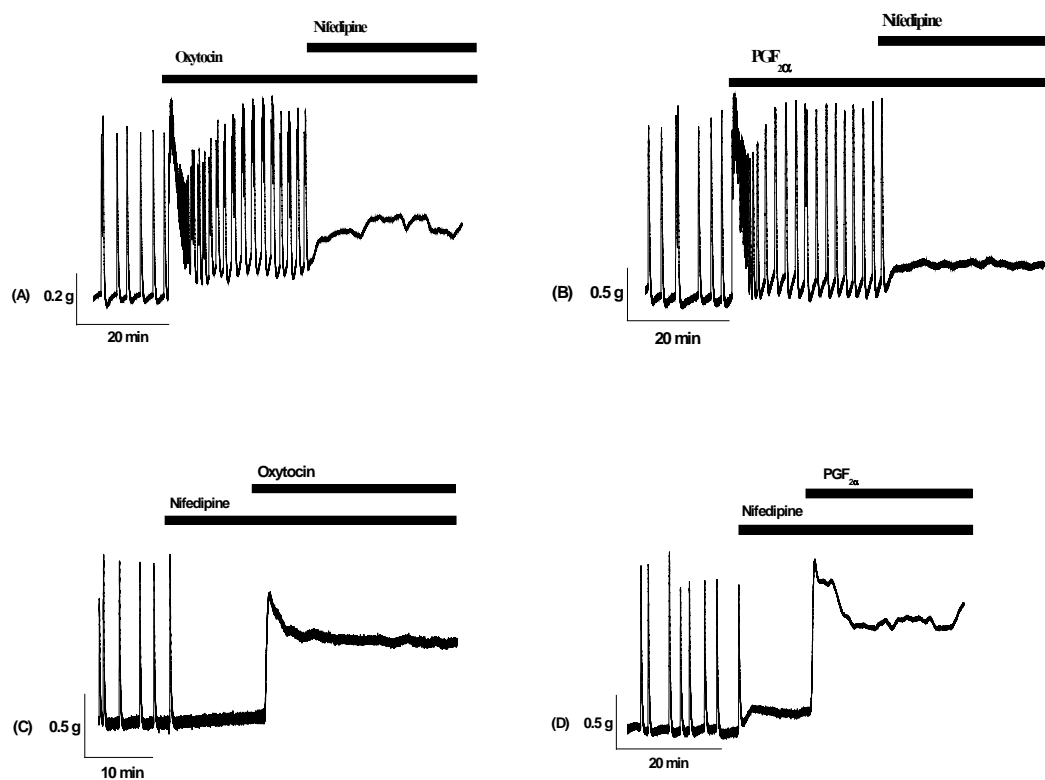 Nifedipine
Oxytocin
(A)
0.2 g
20 min
Nifedipine
PGF2α
(B)
0.5 g
20 min
Oxytocin
Nifedipine
(C)
0.5 g
10 min
PGF2α
Nifedipine
(D)
0.5 g
20 min